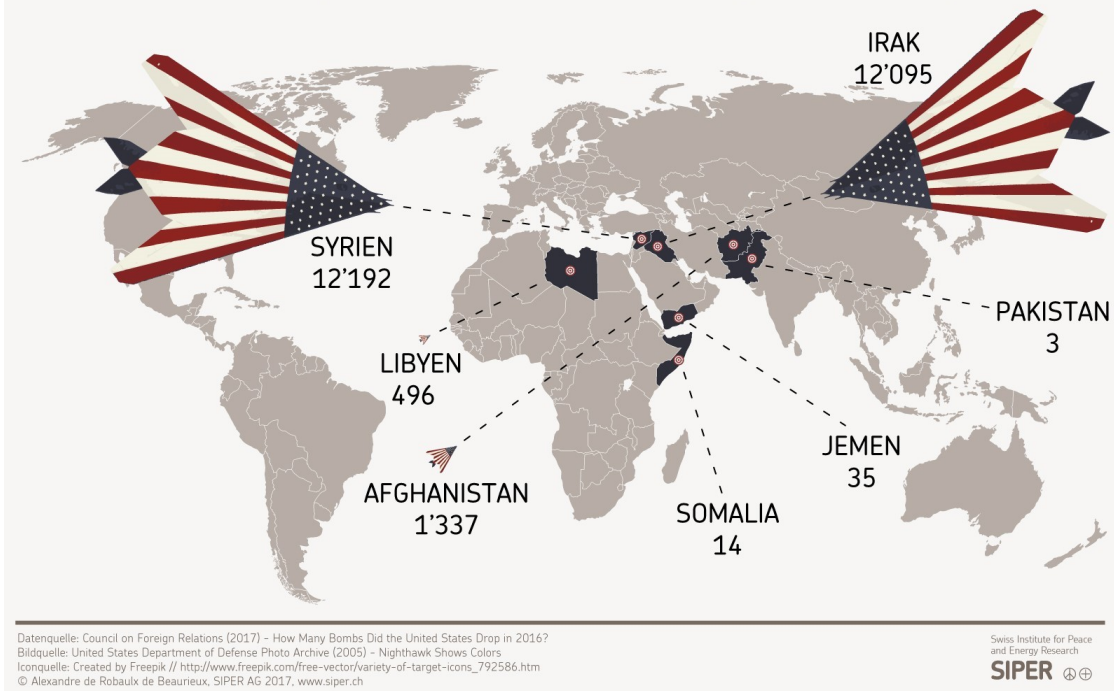 IRAK
12’095
SYRIEN
12’192
PAKISTAN
3
LIBYEN
496
JEMEN
35
AFGHANISTAN
1’337
SOMALIA
14
Datenquelle: Council on Foreign Relations (2017) - How Many Bombs Did the United States Drop in 2016?
Bildquelle: United States Department of Defense Photo Archive (2005) - Nighthawk Shows Colors
Iconquelle: Created by Freepik // http://www.freepik.com/free-vector/variety-of-target-icons_792586.htm
© Alexandre de Robaulx de Beaurieux, SIPER AG 2017, www.siper.ch
Swiss Institute for Peace
and Energy Research
SIPER